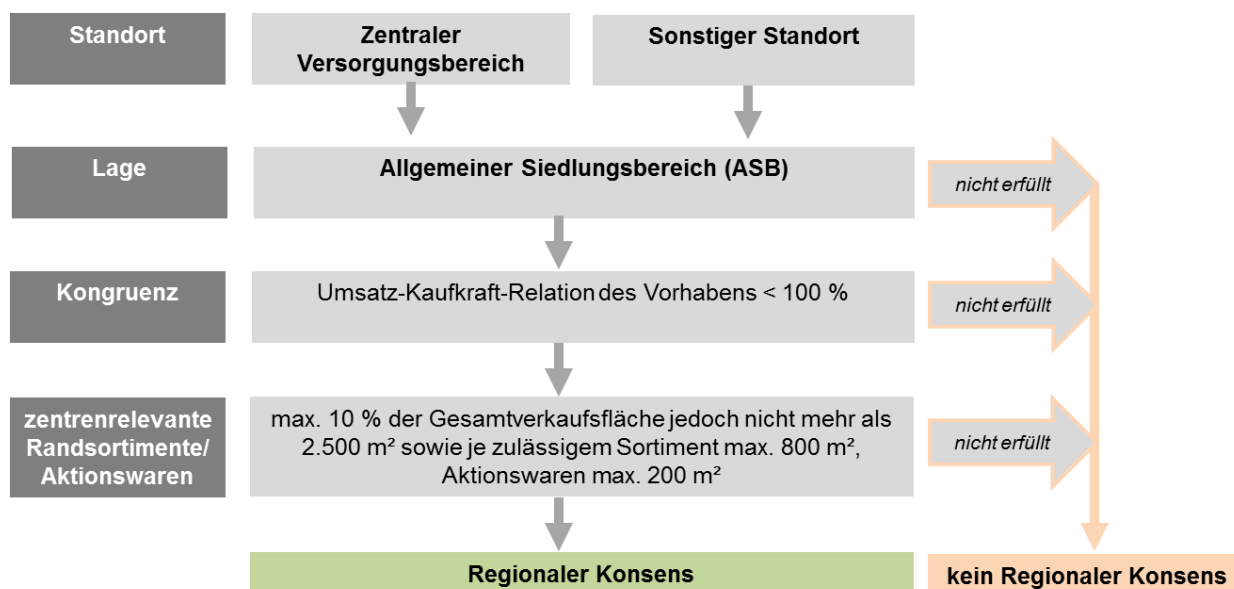 Standort
Zentraler
Versorgungsbereich
Sonstiger Standort
Lage
Allgemeiner Siedlungsbereich (ASB)
nicht erfüllt
Kongruenz
Umsatz-Kaufkraft-Relation des Vorhabens < 100 %
nicht erfüllt
zentrenrelevante
Randsortimente/
Aktionswaren
max. 10 % der Gesamtverkaufsfläche jedoch nicht mehr als
2.500 m² sowie je zulässigem Sortiment max. 800 m²,
Aktionswaren max. 200 m²
nicht erfüllt
Regionaler Konsens
kein Regionaler Konsens